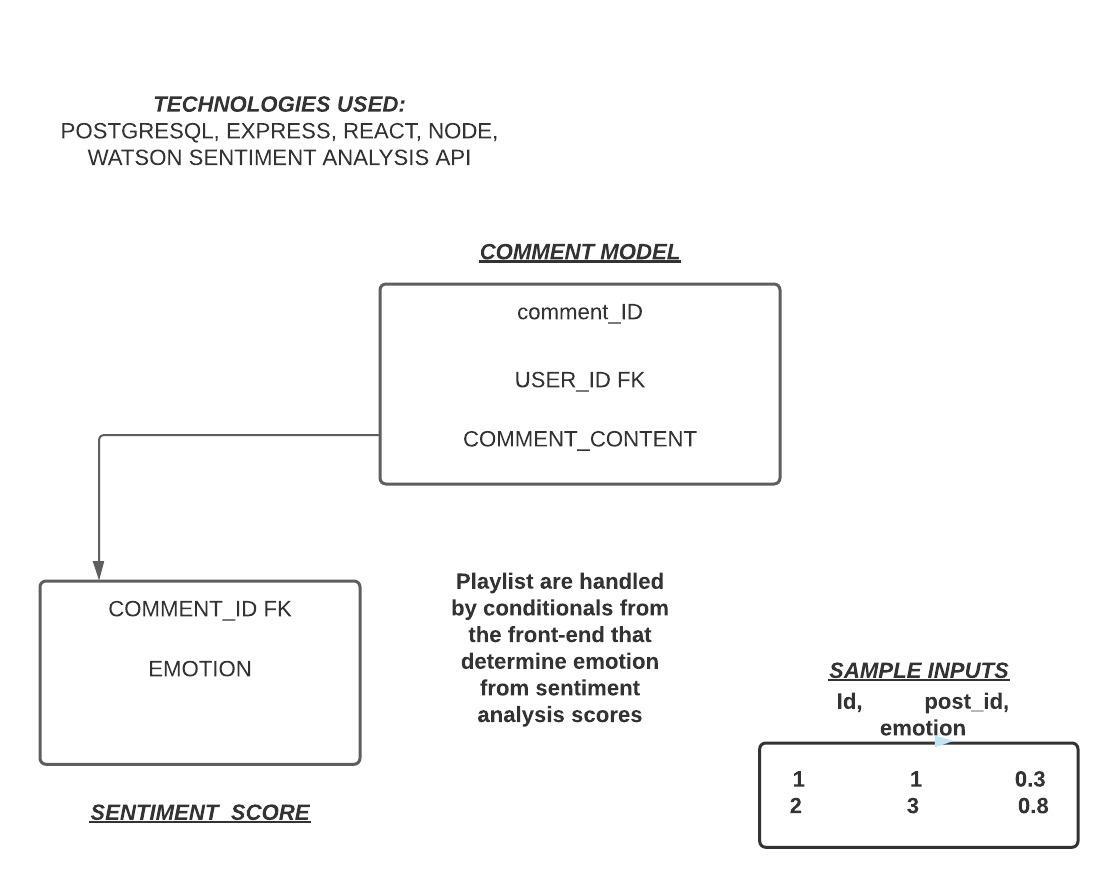 TECHNOLOGIES USED:
POSTGRESQL, EXPRESS, REACT, NODE,
WATSON SENTIMENT ANALYSIS API
COMMENT MODEL
comment_ID
USER_ID FK
COMMENT_CONTENT
COMMENT_ID FK
EMOTION
SENTIMENT_SCORE
Playlist are handled
by conditionals from
the front-end that
determine emotion
from sentiment
analysis scores
SAMPLE INPUTS
Id, post_id,
emotion
1 1 0.3
2 3 0.8